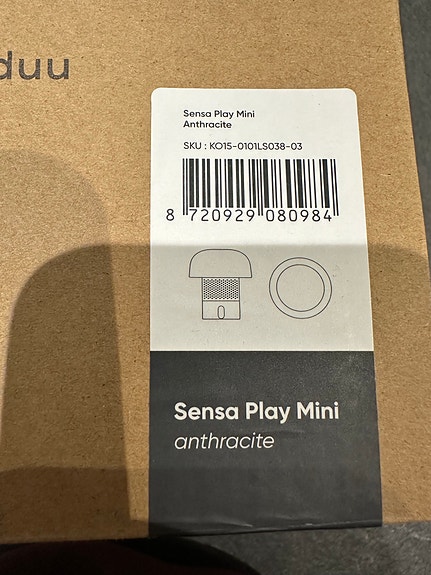 duu
Sensa Play Mini
Anthracite
SKU : KO15-0101LS038-03
8 720929 080984
Sensa Play Mini
anthracite